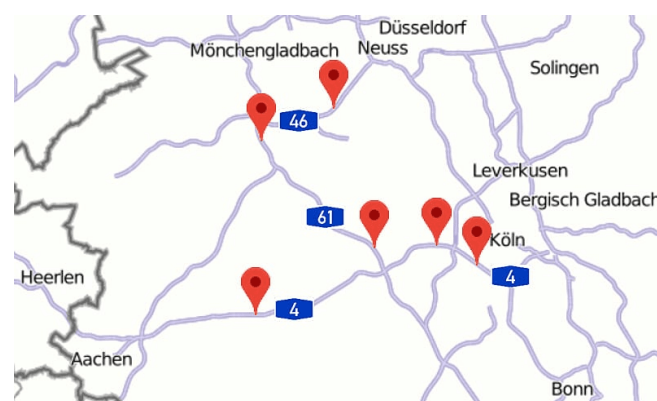 Düsseldorf
Mönchengladbach
Neuss
Solingen
46
Leverkusen
Bergisch Gladbach
61
Köln
Heerlen
4
4
Aachen
Bonn